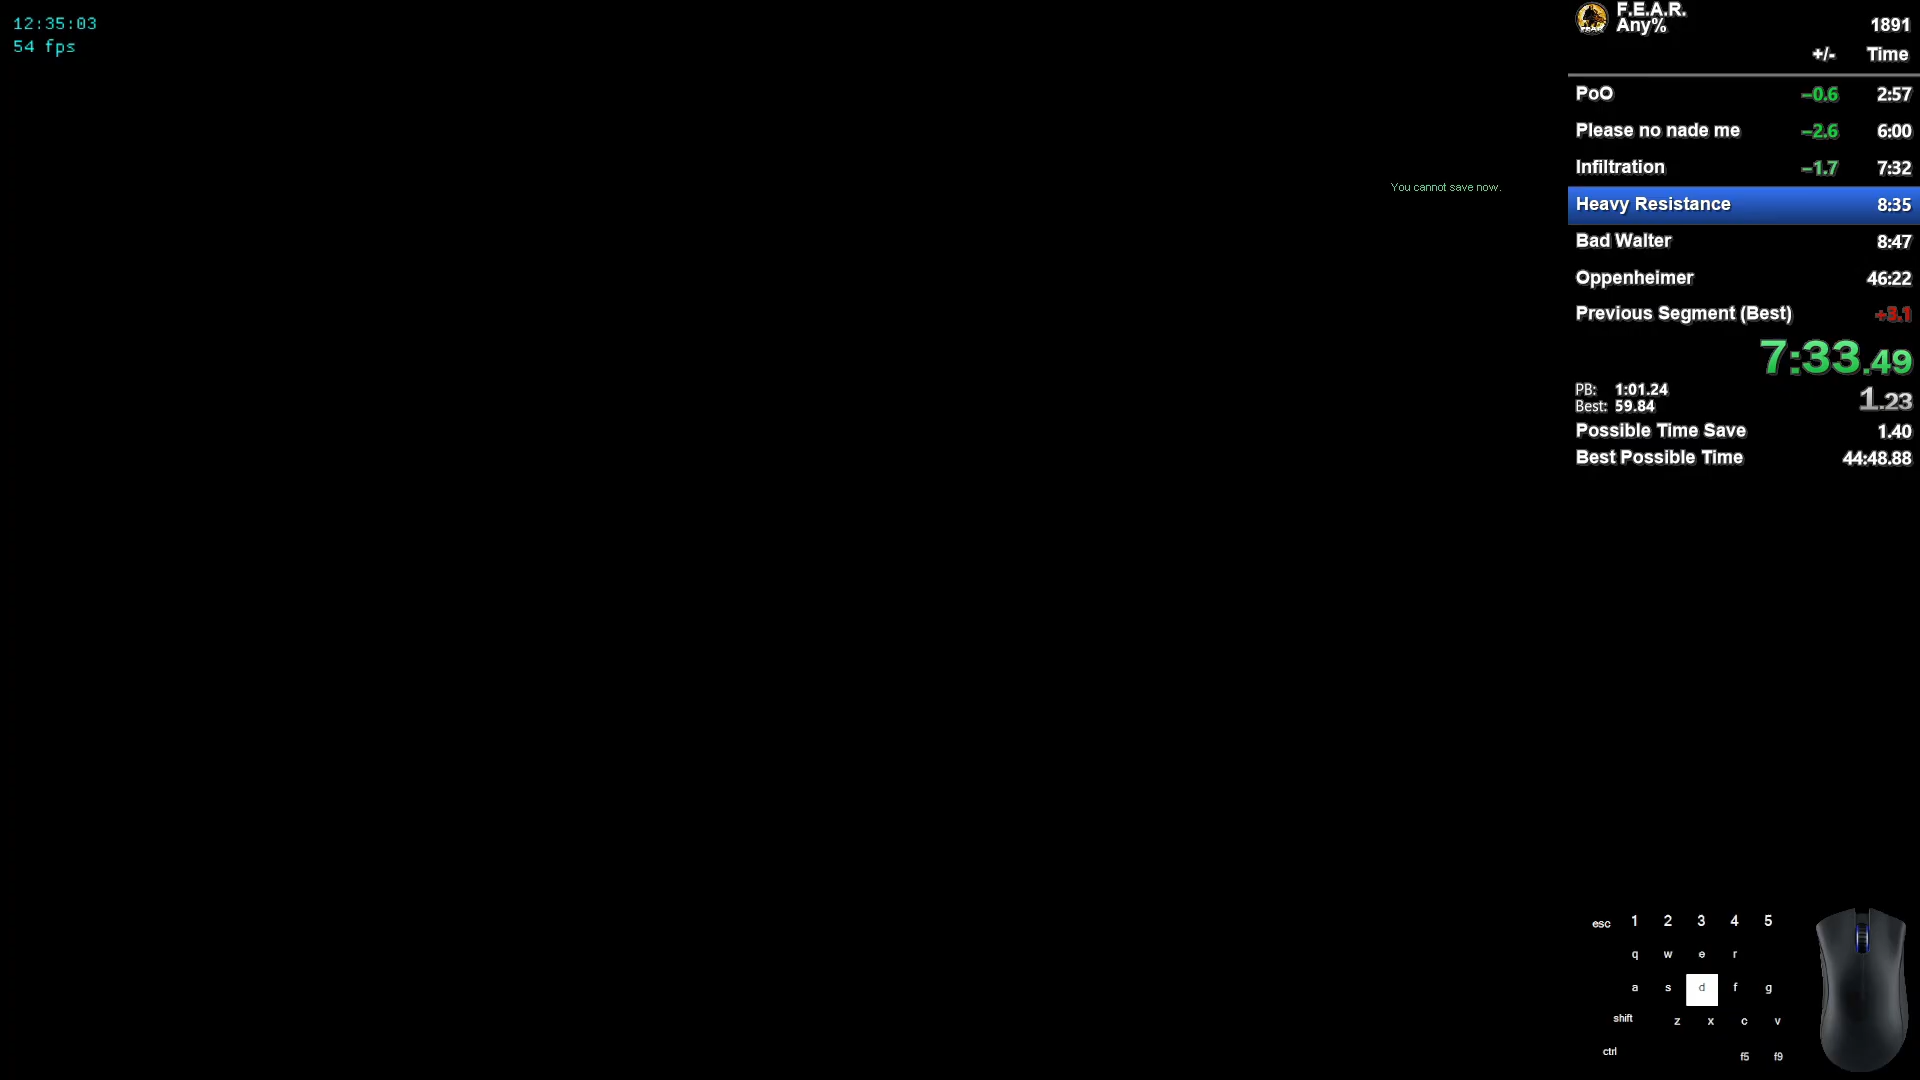 12:35:03
54 fps
F.E.A.R.
Any%
1891
+/- Time
PoO -0.6 2:57
Please no nade me -2.6 6:00
Infiltration -1.7 7:32
You cannot save now.
Heavy Resistance 8:35
Bad Walter 8:47
Oppenheimer 46:22
Previous Segment (Best) +3.1
7:33.49
PB: 1:01.24
Best: 59.84
1.23
Possible Time Save 1.40
Best Possible Time 44:48.88
esc 1 2 3 4 5
q w e r
a s d f g
shift z x c v
ctrl f5 f9